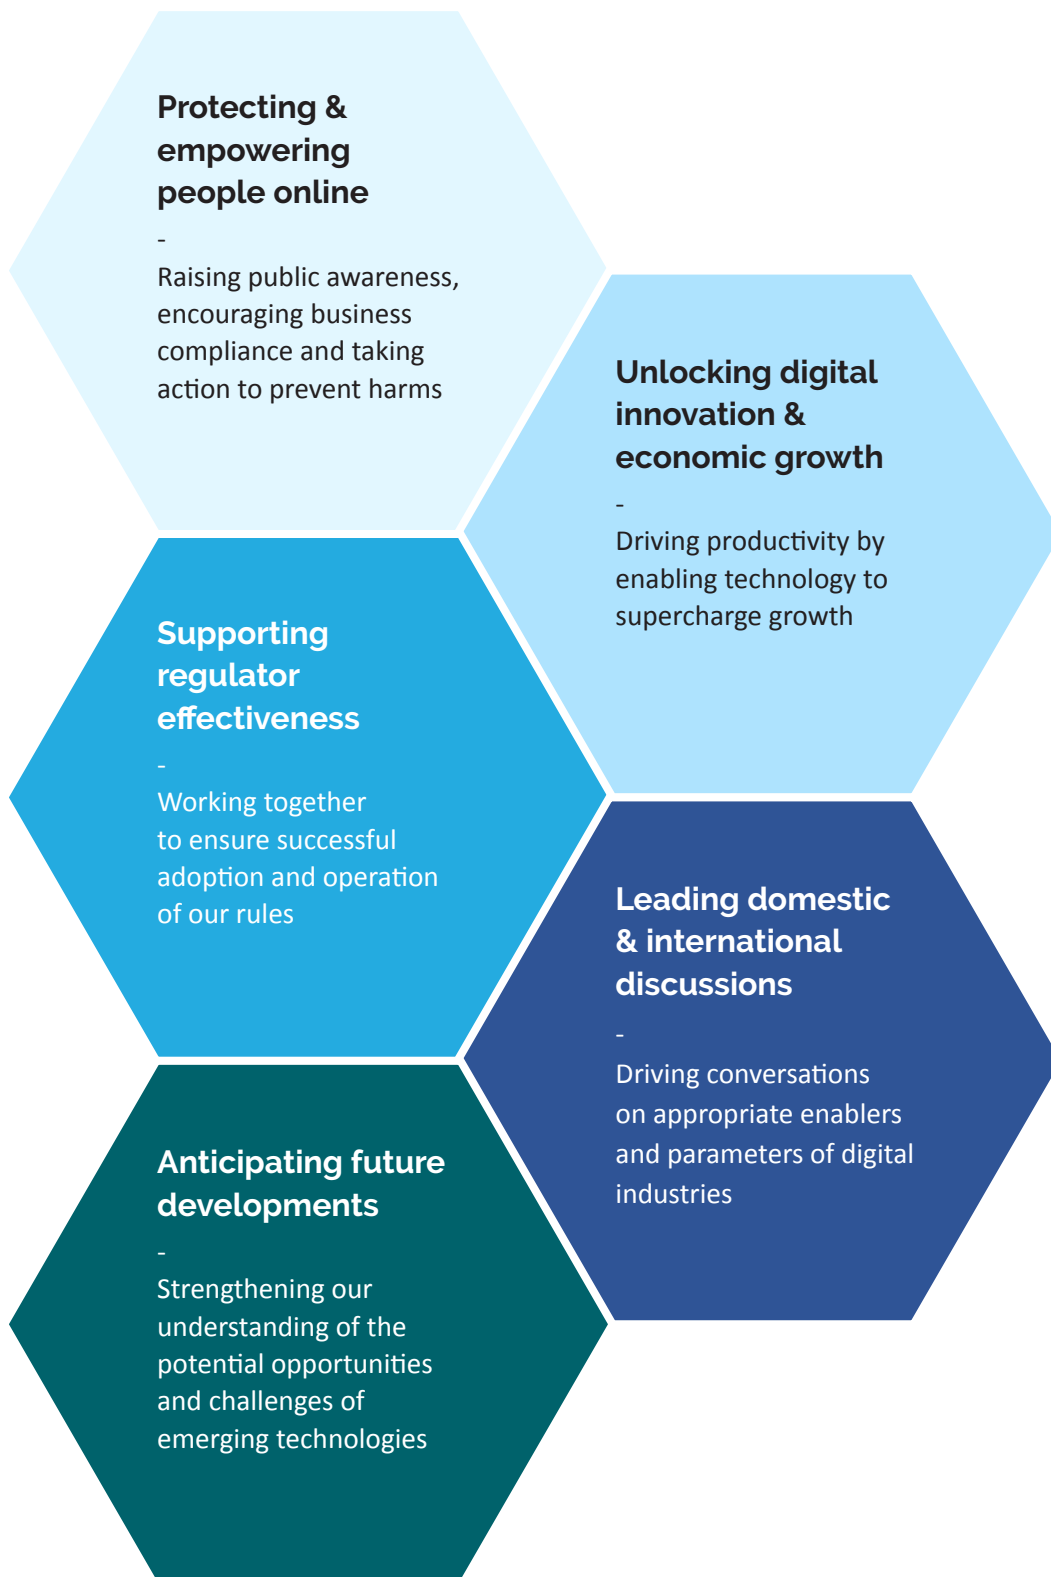 Protecting &
empowering
people online
-
Raising public awareness,
encouraging business
compliance and taking
action to prevent harms
Unlocking digital
innovation &
economic growth
-
Driving productivity by
enabling technology to
supercharge growth
Supporting
regulator
effectiveness
-
Working together
to ensure successful
adoption and operation
of our rules
Leading domestic
& international
discussions
-
Driving conversations
on appropriate enablers
and parameters of digital
industries
Anticipating future
developments
-
Strengthening our
understanding of the
potential opportunities
and challenges of
emerging technologies